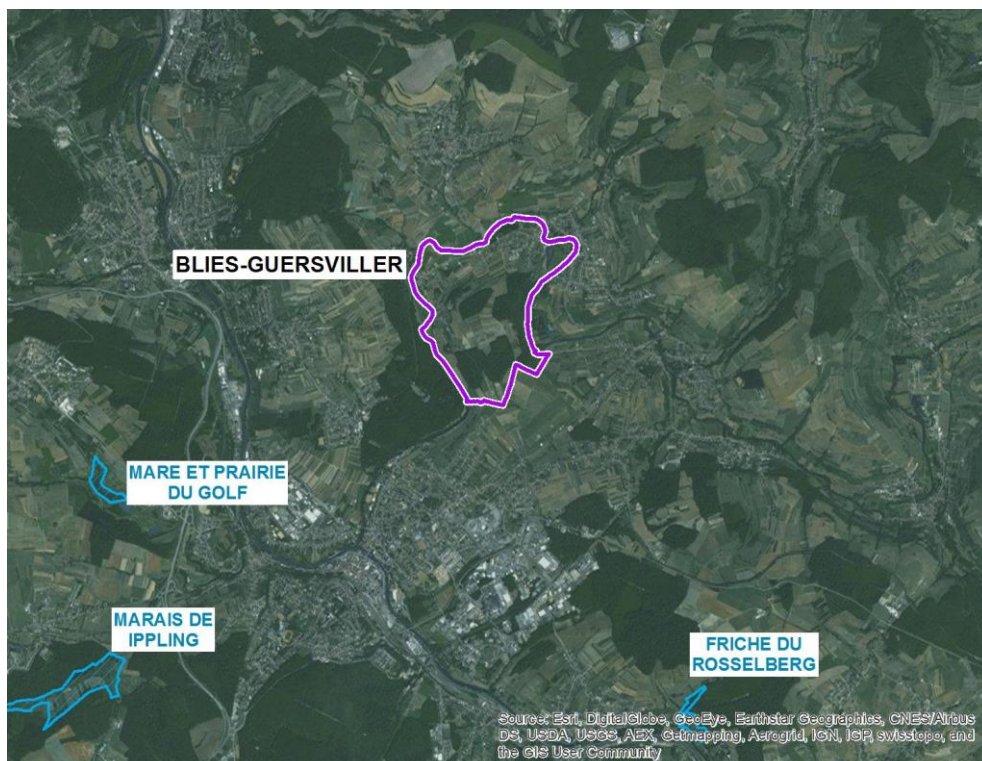 BLIES-GUERSVILLER
MARE ET PRAIRIE
DU GOLF
MARAIS DE
IPPLING
FRICHE DU
ROSSELBERG
Source: Esri, DigitalGlobe, GeoEye, Earthstar Geographics, CNES/Airbus
DS, USDA, USGS, AEX, Getmapping, Aerogrid, IGN, IGP, swisstopo, and
the GIS User Community